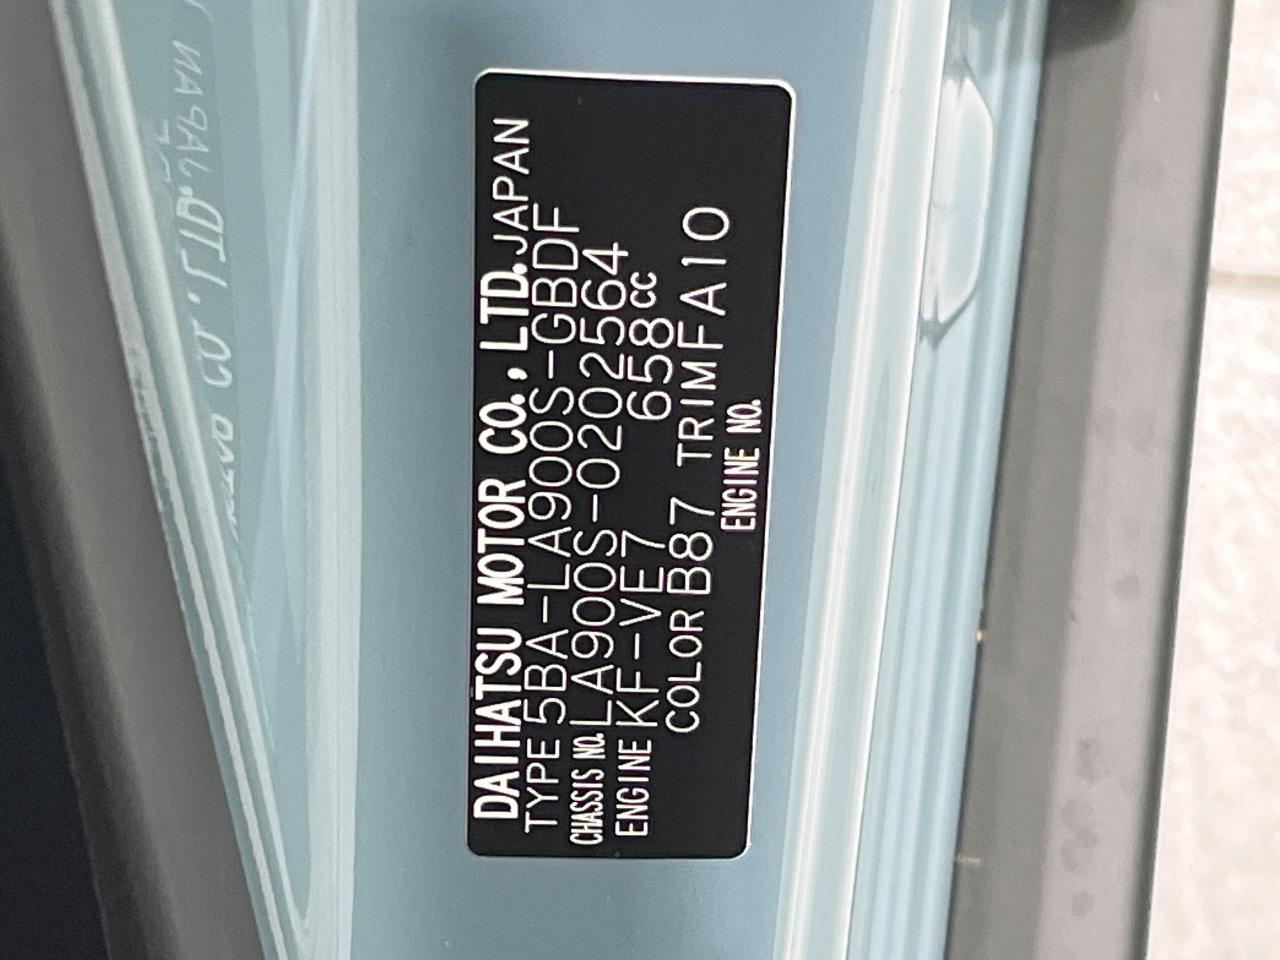 DAIHATSU MOTOR CO., LTD. JAPAN
TYPE 5BA-LA900S-GBDF
CHASSIS NO. LA900S-0202564
ENGINE KF-VE7 658cc
COLOR B87 TRIM FA10
ENGINE NO.